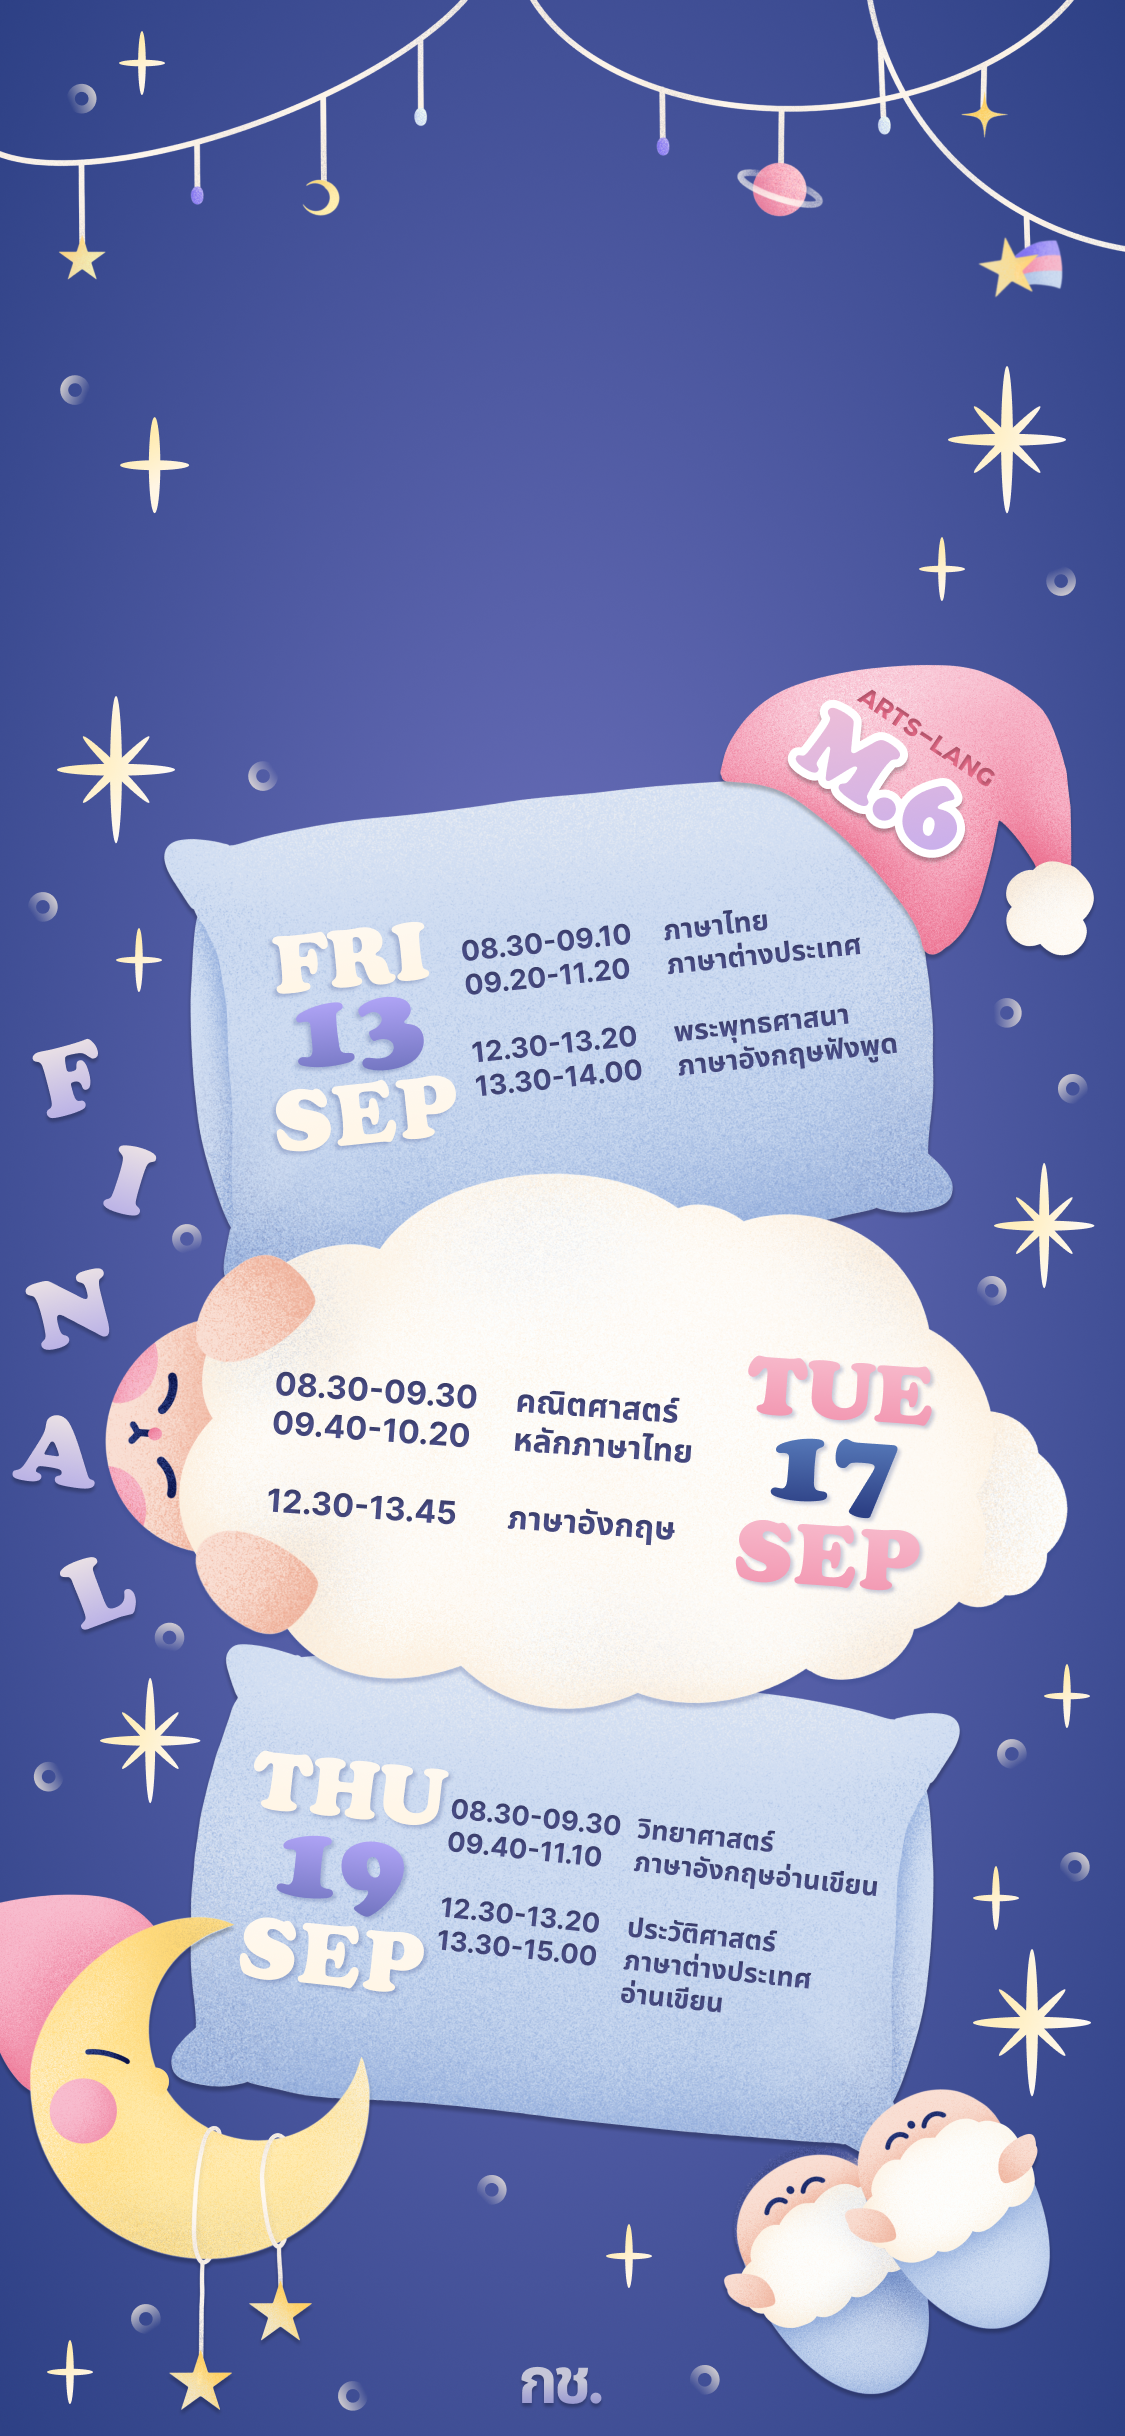 ARTS-LANG
M.6
FRI
13
SEP
08.30-09.10 ภาษาไทย
09.20-11.20 ภาษาต่างประเทศ
12.30-13.20 พระพุทธศาสนา
13.30-14.00 ภาษาอังกฤษฟังพูด
FINAL
08.30-09.30 คณิตศาสตร์
09.40-10.20 หลักภาษาไทย
12.30-13.45 ภาษาอังกฤษ
TUE
17
SEP
THU
19
SEP
08.30-09.30 วิทยาศาสตร์
09.40-11.10 ภาษาอังกฤษอ่านเขียน
12.30-13.20 ประวัติศาสตร์
13.30-15.00 ภาษาต่างประเทศ
อ่านเขียน
กช.